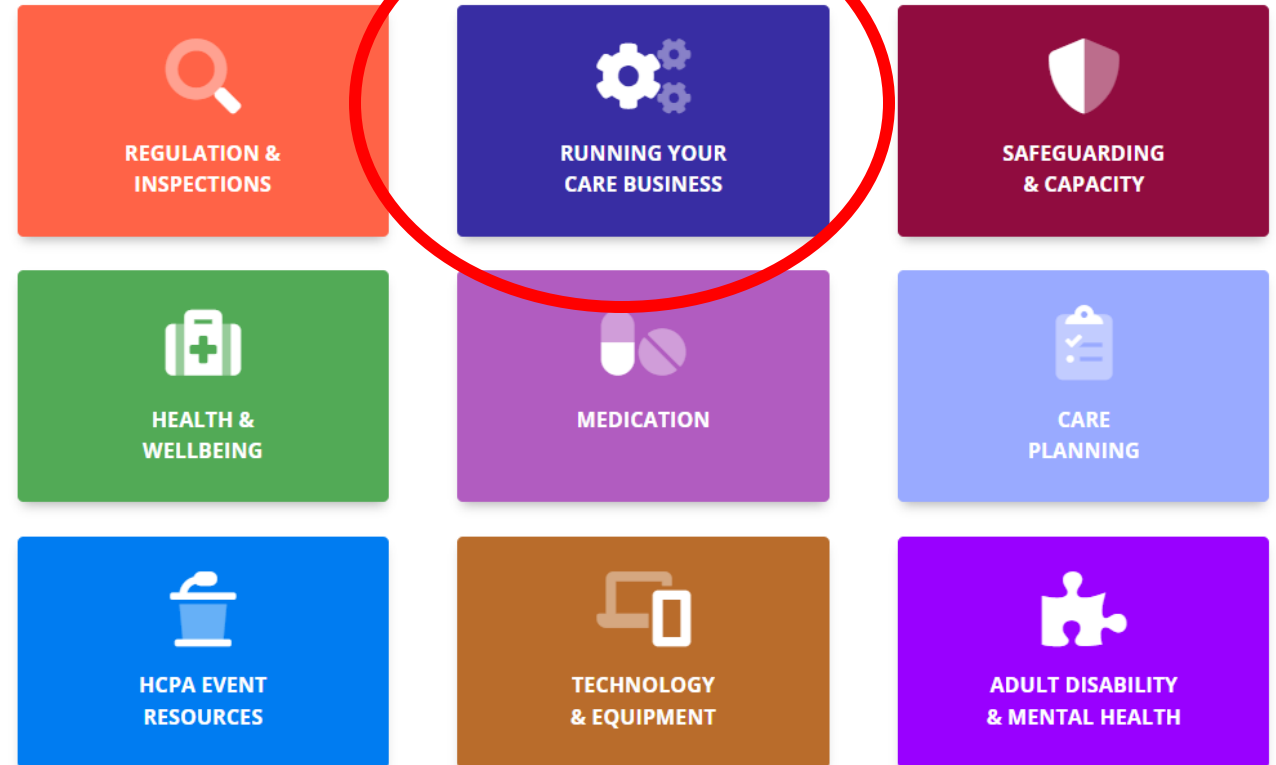 REGULATION &
INSPECTIONS
RUNNING YOUR
CARE BUSINESS
SAFEGUARDING
& CAPACITY
HEALTH &
WELLBEING
MEDICATION
CARE
PLANNING
HCPA EVENT
RESOURCES
TECHNOLOGY
& EQUIPMENT
ADULT DISABILITY
& MENTAL HEALTH